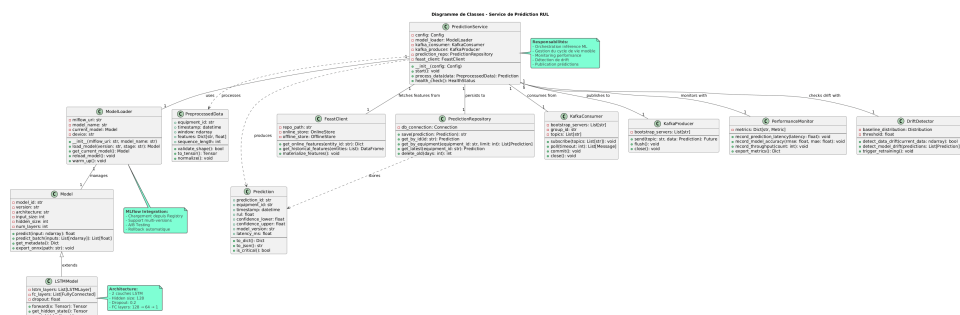 Diagramme de Classes - Service de Prédiction RUL
PredictionService
config: Config
model_loader: ModelLoader
kafka_consumer: KafkaConsumer
kafka_producer: KafkaProducer
prediction_repo: PredictionRepository
feast_client: FeastClient
__init__(config: Config)
start(): void
process_data(data: PreprocessedData): Prediction
health_check(): HealthStatus
Responsabilités:
- Orchestration inférence ML
- Gestion du cycle de vie modèle
- Monitoring performance
- Détection de drift
- Publication prédictions
uses
processes
fetches features from
persists to
consumes from
publishes to
monitors with
checks drift with
produces
ModelLoader
mlflow_uri: str
model_name: str
current_model: Model
device: str
__init__(mlflow_uri: str, model_name: str)
load_model(version: str, stage: str): Model
get_current_model(): Model
reload_model(): void
warm_up(): void
PreprocessedData
equipment_id: str
timestamp: datetime
window: ndarray
features: Dict[str, float]
sequence_length: int
validate_shape(): bool
to_tensor(): Tensor
normalize(): void
FeastClient
repo_path: str
online_store: OnlineStore
offline_store: OfflineStore
get_online_features(entity_id: str): Dict
get_historical_features(entities: List): DataFrame
materialize_features(): void
PredictionRepository
db_connection: Connection
save(prediction: Prediction): str
get_by_id(id: str): Prediction
get_by_equipment(equipment_id: str, limit: int): List[Prediction]
get_latest(equipment_id: str): Prediction
delete_old(days: int): int
KafkaConsumer
bootstrap_servers: List[str]
group_id: str
topics: List[str]
subscribe(topics: List[str]): void
poll(timeout: int): List[Message]
commit(): void
close(): void
KafkaProducer
bootstrap_servers: List[str]
send(topic: str, data: Prediction): Future
flush(): void
close(): void
PerformanceMonitor
metrics: Dict[str, Metric]
record_prediction_latency(latency: float): void
record_model_accuracy(rmse: float, mae: float): void
record_throughput(count: int): void
export_metrics(): Dict
DriftDetector
baseline_distribution: Distribution
threshold: float
detect_data_drift(current_data: ndarray): bool
detect_model_drift(predictions: List[Prediction]
trigger_retraining(): void
manages
stores
Model
model_id: str
version: str
architecture: str
input_size: int
hidden_size: int
num_layers: int
predict(input: ndarray): float
predict_batch(inputs: List[ndarray]): List[float]
get_metadata(): Dict
export_onnx(path: str): void
MLflow Integration:
- Chargement depuis Registry
- Support multi-versions
- A/B Testing
- Rollback automatique
Prediction
prediction_id: str
equipment_id: str
timestamp: datetime
rul: float
confidence_lower: float
confidence_upper: float
model_version: str
latency_ms: float
to_dict(): Dict
to_json(): str
is_critical(): bool
extends
LSTMModel
lstm_layers: List[LSTMLayer]
fc_layers: List[FullyConnected]
dropout: float
forward(x: Tensor): Tensor
get_hidden_state(): Tensor
Architecture:
- 2 couches LSTM
- Hidden size: 128
- Dropout: 0.2
- FC layers: 128 → 64 → 1